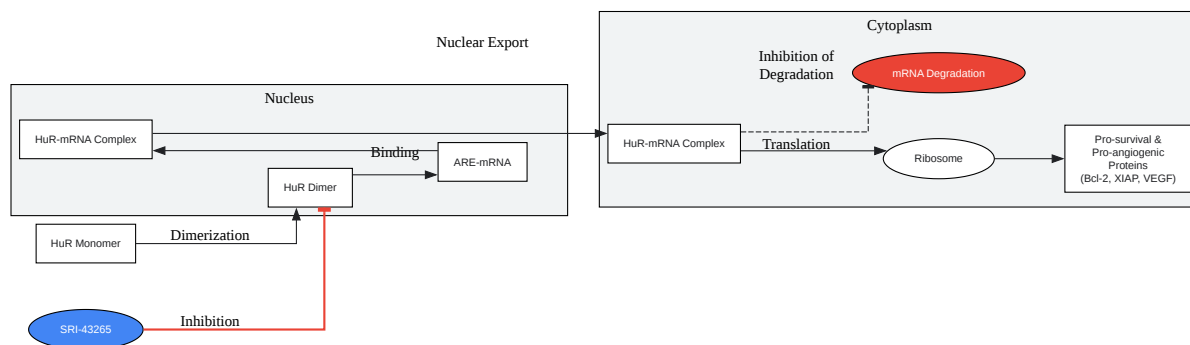 Cytoplasm
Nuclear Export
Inhibition of
Degradation
mRNA Degradation
Nucleus
HuR-mRNA Complex
Binding
ARE-mRNA
HuR Dimer
HuR-mRNA Complex
Translation
Ribosome
Pro-survival &
Pro-angiogenic
Proteins
(Bcl-2, XIAP, VEGF)
HuR Monomer
Dimerization
SRI-43265
Inhibition